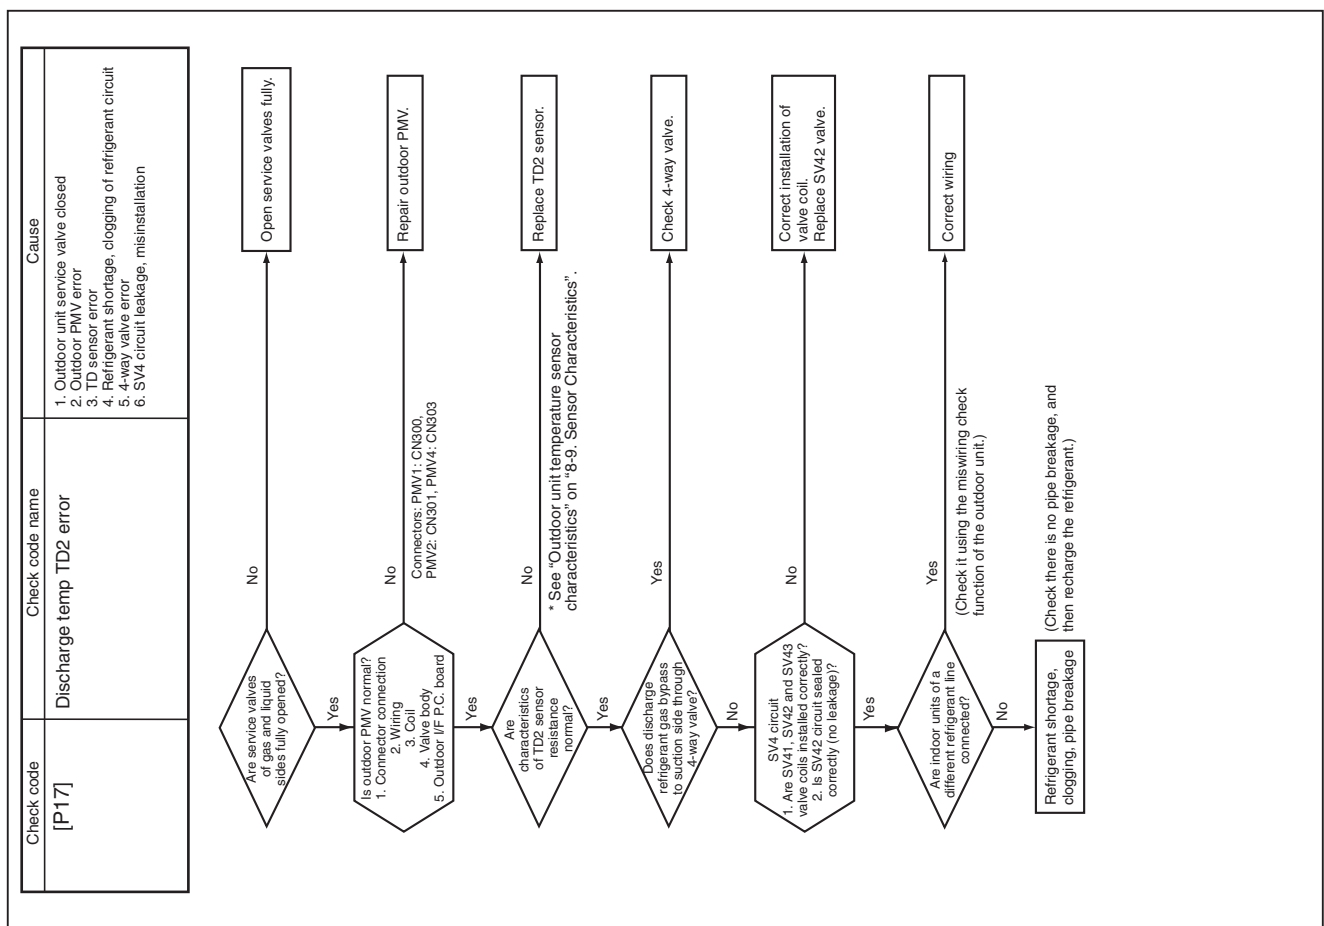 Check code
Check code name
Cause
[P17]
Discharge temp TD2 error
1. Outdoor unit service valve closed
2. Outdoor PMV error
3. TD sensor error
4. Refrigerant shortage, clogging of refrigerant circuit
5. 4-way valve error
6. SV4 circuit leakage, misinstallation
Are service valves
of gas and liquid
sides fully opened?
No
Open service valves fully.
Yes
Is outdoor PMV normal?
1. Connector connection
2. Wiring
3. Coil
4. Valve body
5. Outdoor I/F P.C. board
No
Connectors: PMV1: CN300,
PMV2: CN301, PMV4: CN303
Repair outdoor PMV.
Yes
Are
characteristics
of TD2 sensor
resistance
normal?
No
* See “Outdoor unit temperature sensor
characteristics” on “8-9. Sensor Characteristics”.
Replace TD2 sensor.
Yes
Does discharge
refrigerant gas bypass
to suction side through
4-way valve?
Yes
Check 4-way valve.
No
SV4 circuit
1. Are SV41, SV42 and SV43
valve coils installed correctly?
2. Is SV42 circuit sealed
correctly (no leakage)?
No
Correct installation of
valve coil.
Replace SV42 valve.
Yes
Are indoor units of a
different refrigerant line
connected?
Yes
(Check it using the miswiring check
function of the outdoor unit.)
Correct wiring
No
Refrigerant shortage,
clogging, pipe breakage
(Check there is no pipe breakage, and
then recharge the refrigerant.)